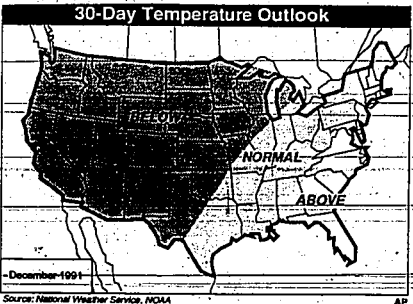 30-Day Temperature Outlook
BELOW
NORMAL
ABOVE
-December 1991
Source: National Weather Service, NOAA
AP